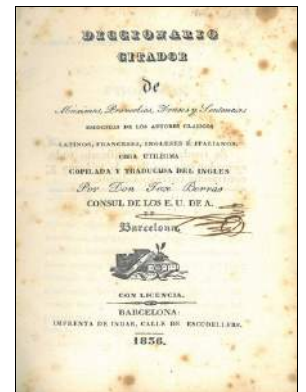 DICCIONARIO
CITADOR
De
Máximas, Proverbios, Frases y Sentencias
ESCOGIDAS DE LOS AUTORES CLASICOS
LATINOS, FRANCESES, INGLESES É ITALIANOS.
OBRA UTILÍSIMA
COPILADA Y TRADUCIDA DEL INGLES
Por Don José Borras
CONSUL DE LOS E. U. DE A.
EN
Barcelona.
CON LICENCIA.
BARCELONA:
IMPRENTA DE INDAR, CALLE DE ESCUDELLERS,
1836.